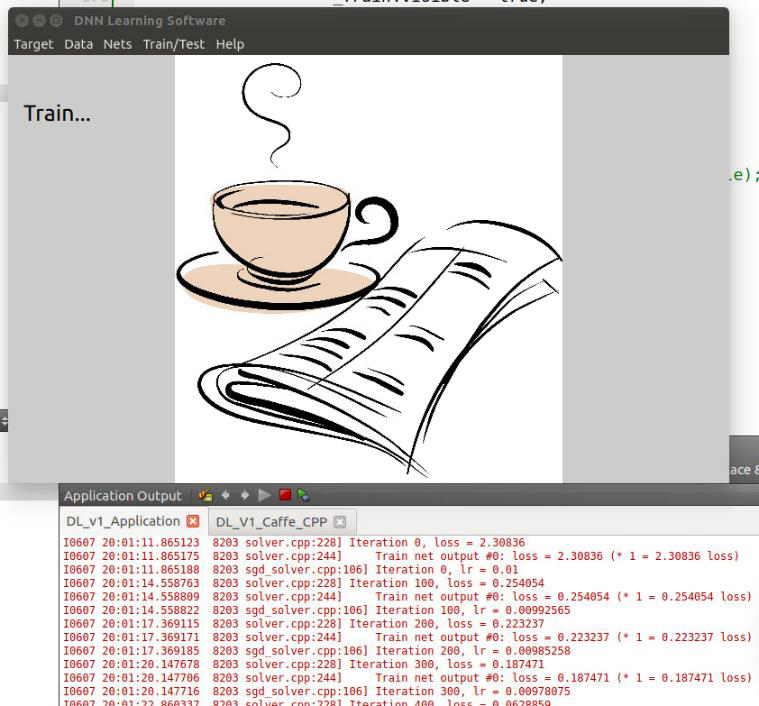 _Train.visible = true;
DNN Learning Software
Target Data Nets Train/Test Help
Train...
le);
ace &
Application Output
DL_v1_Application DL_V1_Caffe_CPP
I0607 20:01:11.865123  8203 solver.cpp:228] Iteration 0, loss = 2.30836
I0607 20:01:11.865175  8203 solver.cpp:244]     Train net output #0: loss = 2.30836 (* 1 = 2.30836 loss)
I0607 20:01:11.865188  8203 sgd_solver.cpp:106] Iteration 0, lr = 0.01
I0607 20:01:14.558763  8203 solver.cpp:228] Iteration 100, loss = 0.254054
I0607 20:01:14.558809  8203 solver.cpp:244]     Train net output #0: loss = 0.254054 (* 1 = 0.254054 loss)
I0607 20:01:14.558822  8203 sgd_solver.cpp:106] Iteration 100, lr = 0.00992565
I0607 20:01:17.369115  8203 solver.cpp:228] Iteration 200, loss = 0.223237
I0607 20:01:17.369171  8203 solver.cpp:244]     Train net output #0: loss = 0.223237 (* 1 = 0.223237 loss)
I0607 20:01:17.369185  8203 sgd_solver.cpp:106] Iteration 200, lr = 0.00985258
I0607 20:01:20.147678  8203 solver.cpp:228] Iteration 300, loss = 0.187471
I0607 20:01:20.147706  8203 solver.cpp:244]     Train net output #0: loss = 0.187471 (* 1 = 0.187471 loss)
I0607 20:01:20.147716  8203 sgd_solver.cpp:106] Iteration 300, lr = 0.00978075
I0607 20:01:22.860337  8203 solver.cpp:228] Iteration 400, loss = 0.0628859